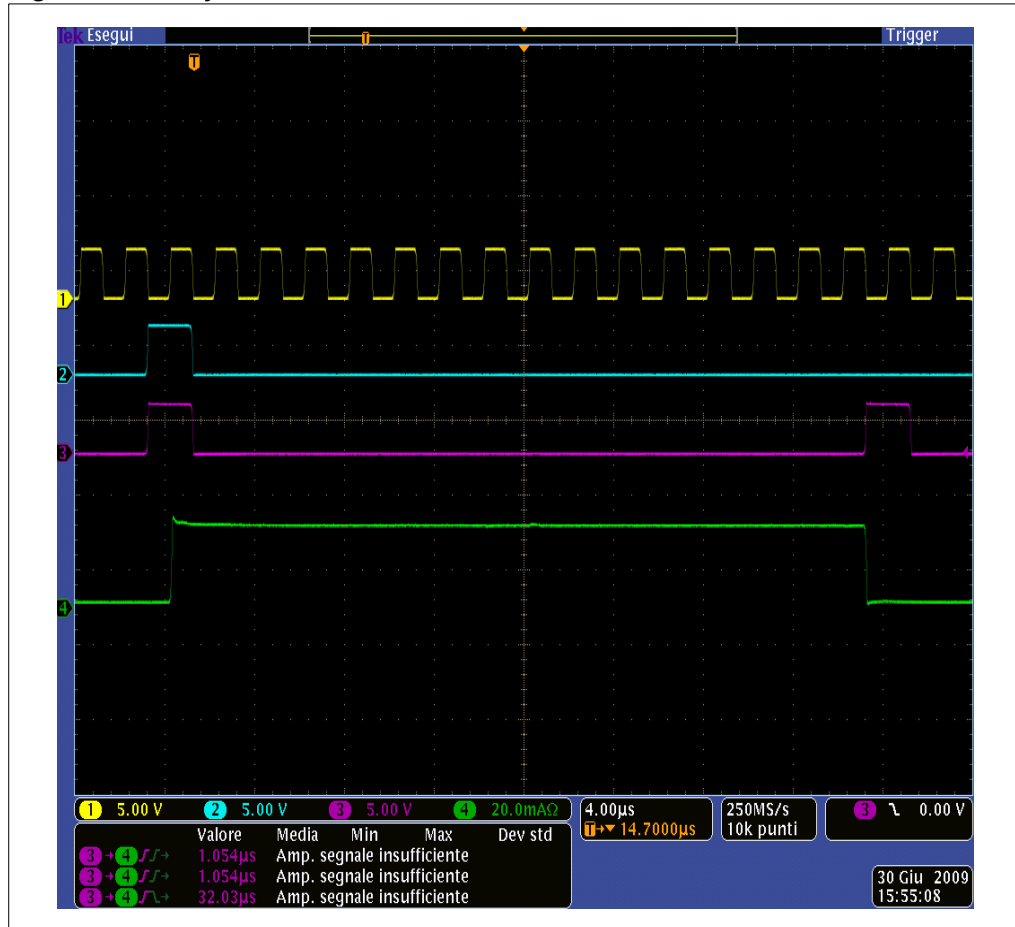 Tek Esegui
Trigger
T
1
2
3
4
1 5.00 V 2 5.00 V 3 5.00 V 4 20.0mAΩ
4.00µs
T→▼ 14.7000µs
250MS/s
10k punti
3 0.00 V
Valore Media Min Max Dev std
3 → 4 1.054µs Amp. segnale insufficiente
3 → 4 1.054µs Amp. segnale insufficiente
3 → 4 32.03µs Amp. segnale insufficiente
30 Giu 2009
15:55:08